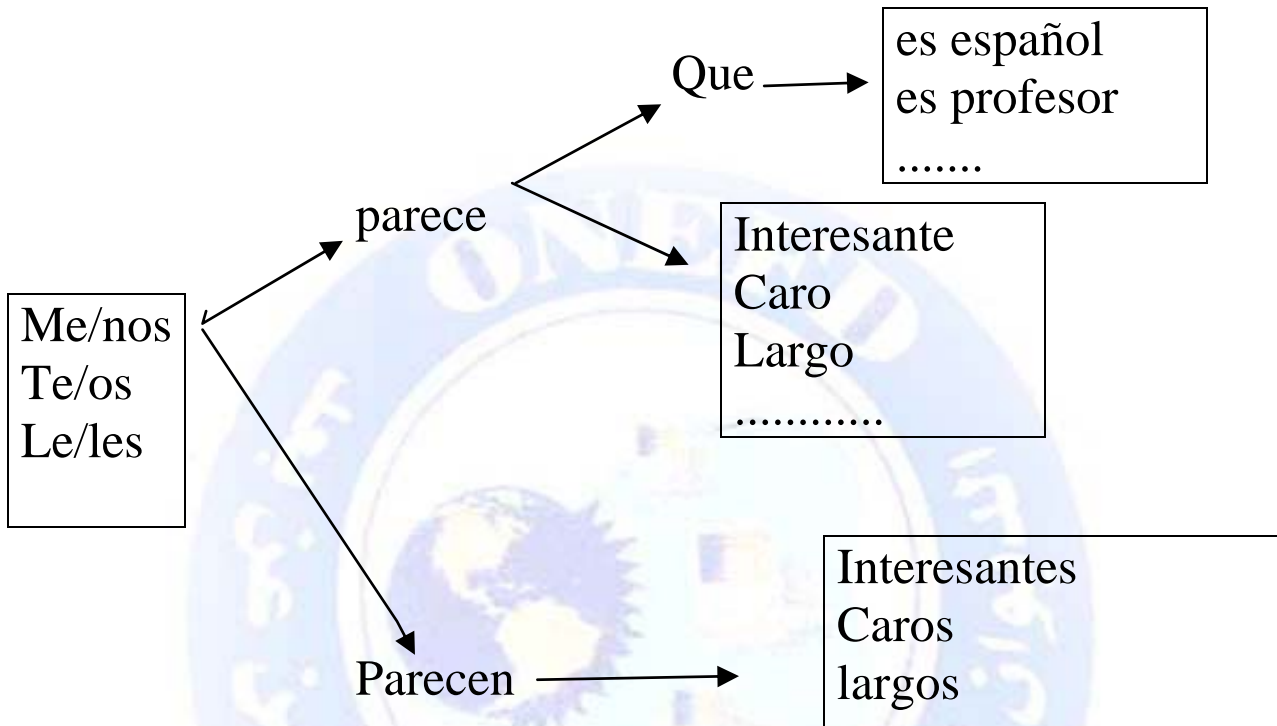 Que
es español
es profesor
.......
parece
Interesante
Caro
Largo
............
Me/nos
Te/os
Le/les
Parecen
Interesantes
Caros
largos
ONEFD